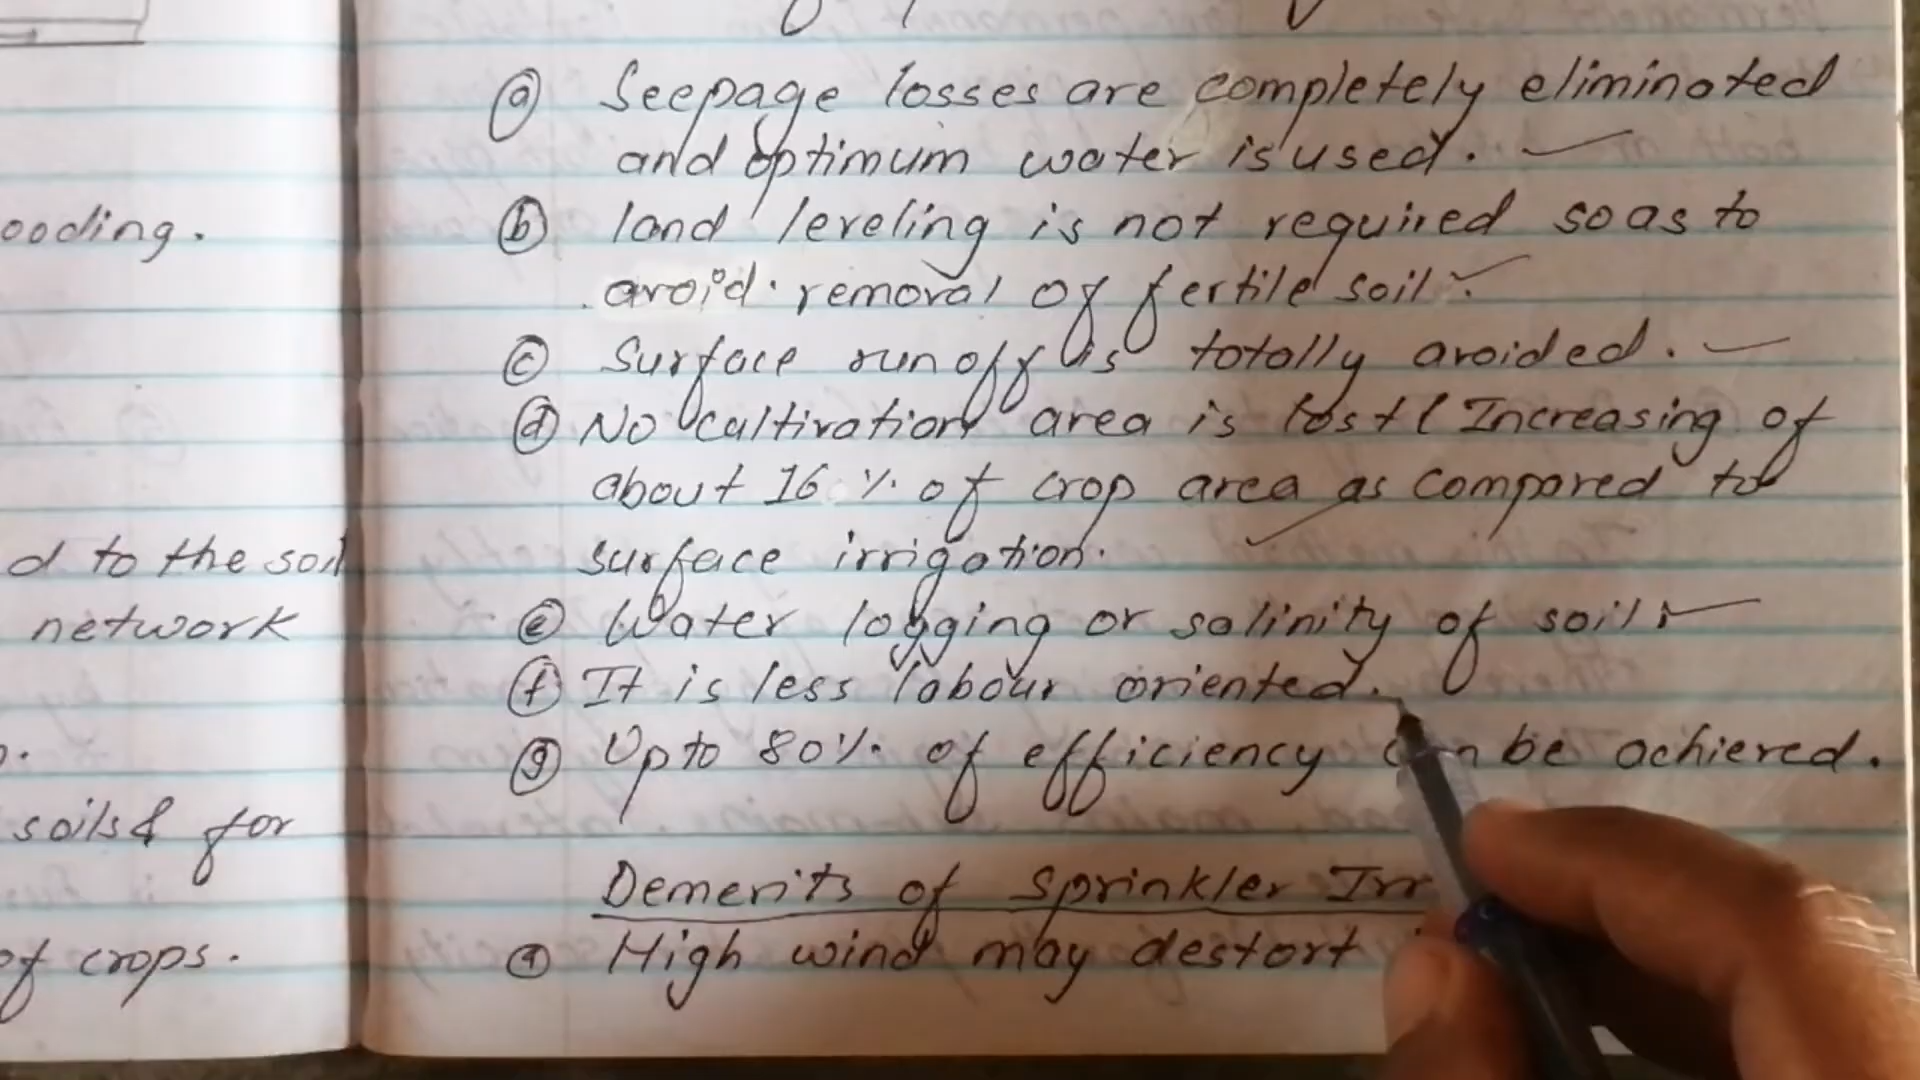 ooding.
d to the soil
network
soils & for
of crops.
ⓐ Seepage losses are completely eliminated
and optimum water is used.
ⓑ land leveling is not required so as to
avoid removal of fertile soil.
ⓒ Surface runoff is totally avoided.
ⓓ No cultivation area is lost ( Increasing of
about 16 % of crop area as compared to
surface irrigation.
ⓔ Water logging or salinity of soil
ⓕ It is less labour oriented.
ⓖ Upto 80% of efficiency can be achieved.
Demerits of Sprinkler Irr
ⓐ High wind may destort